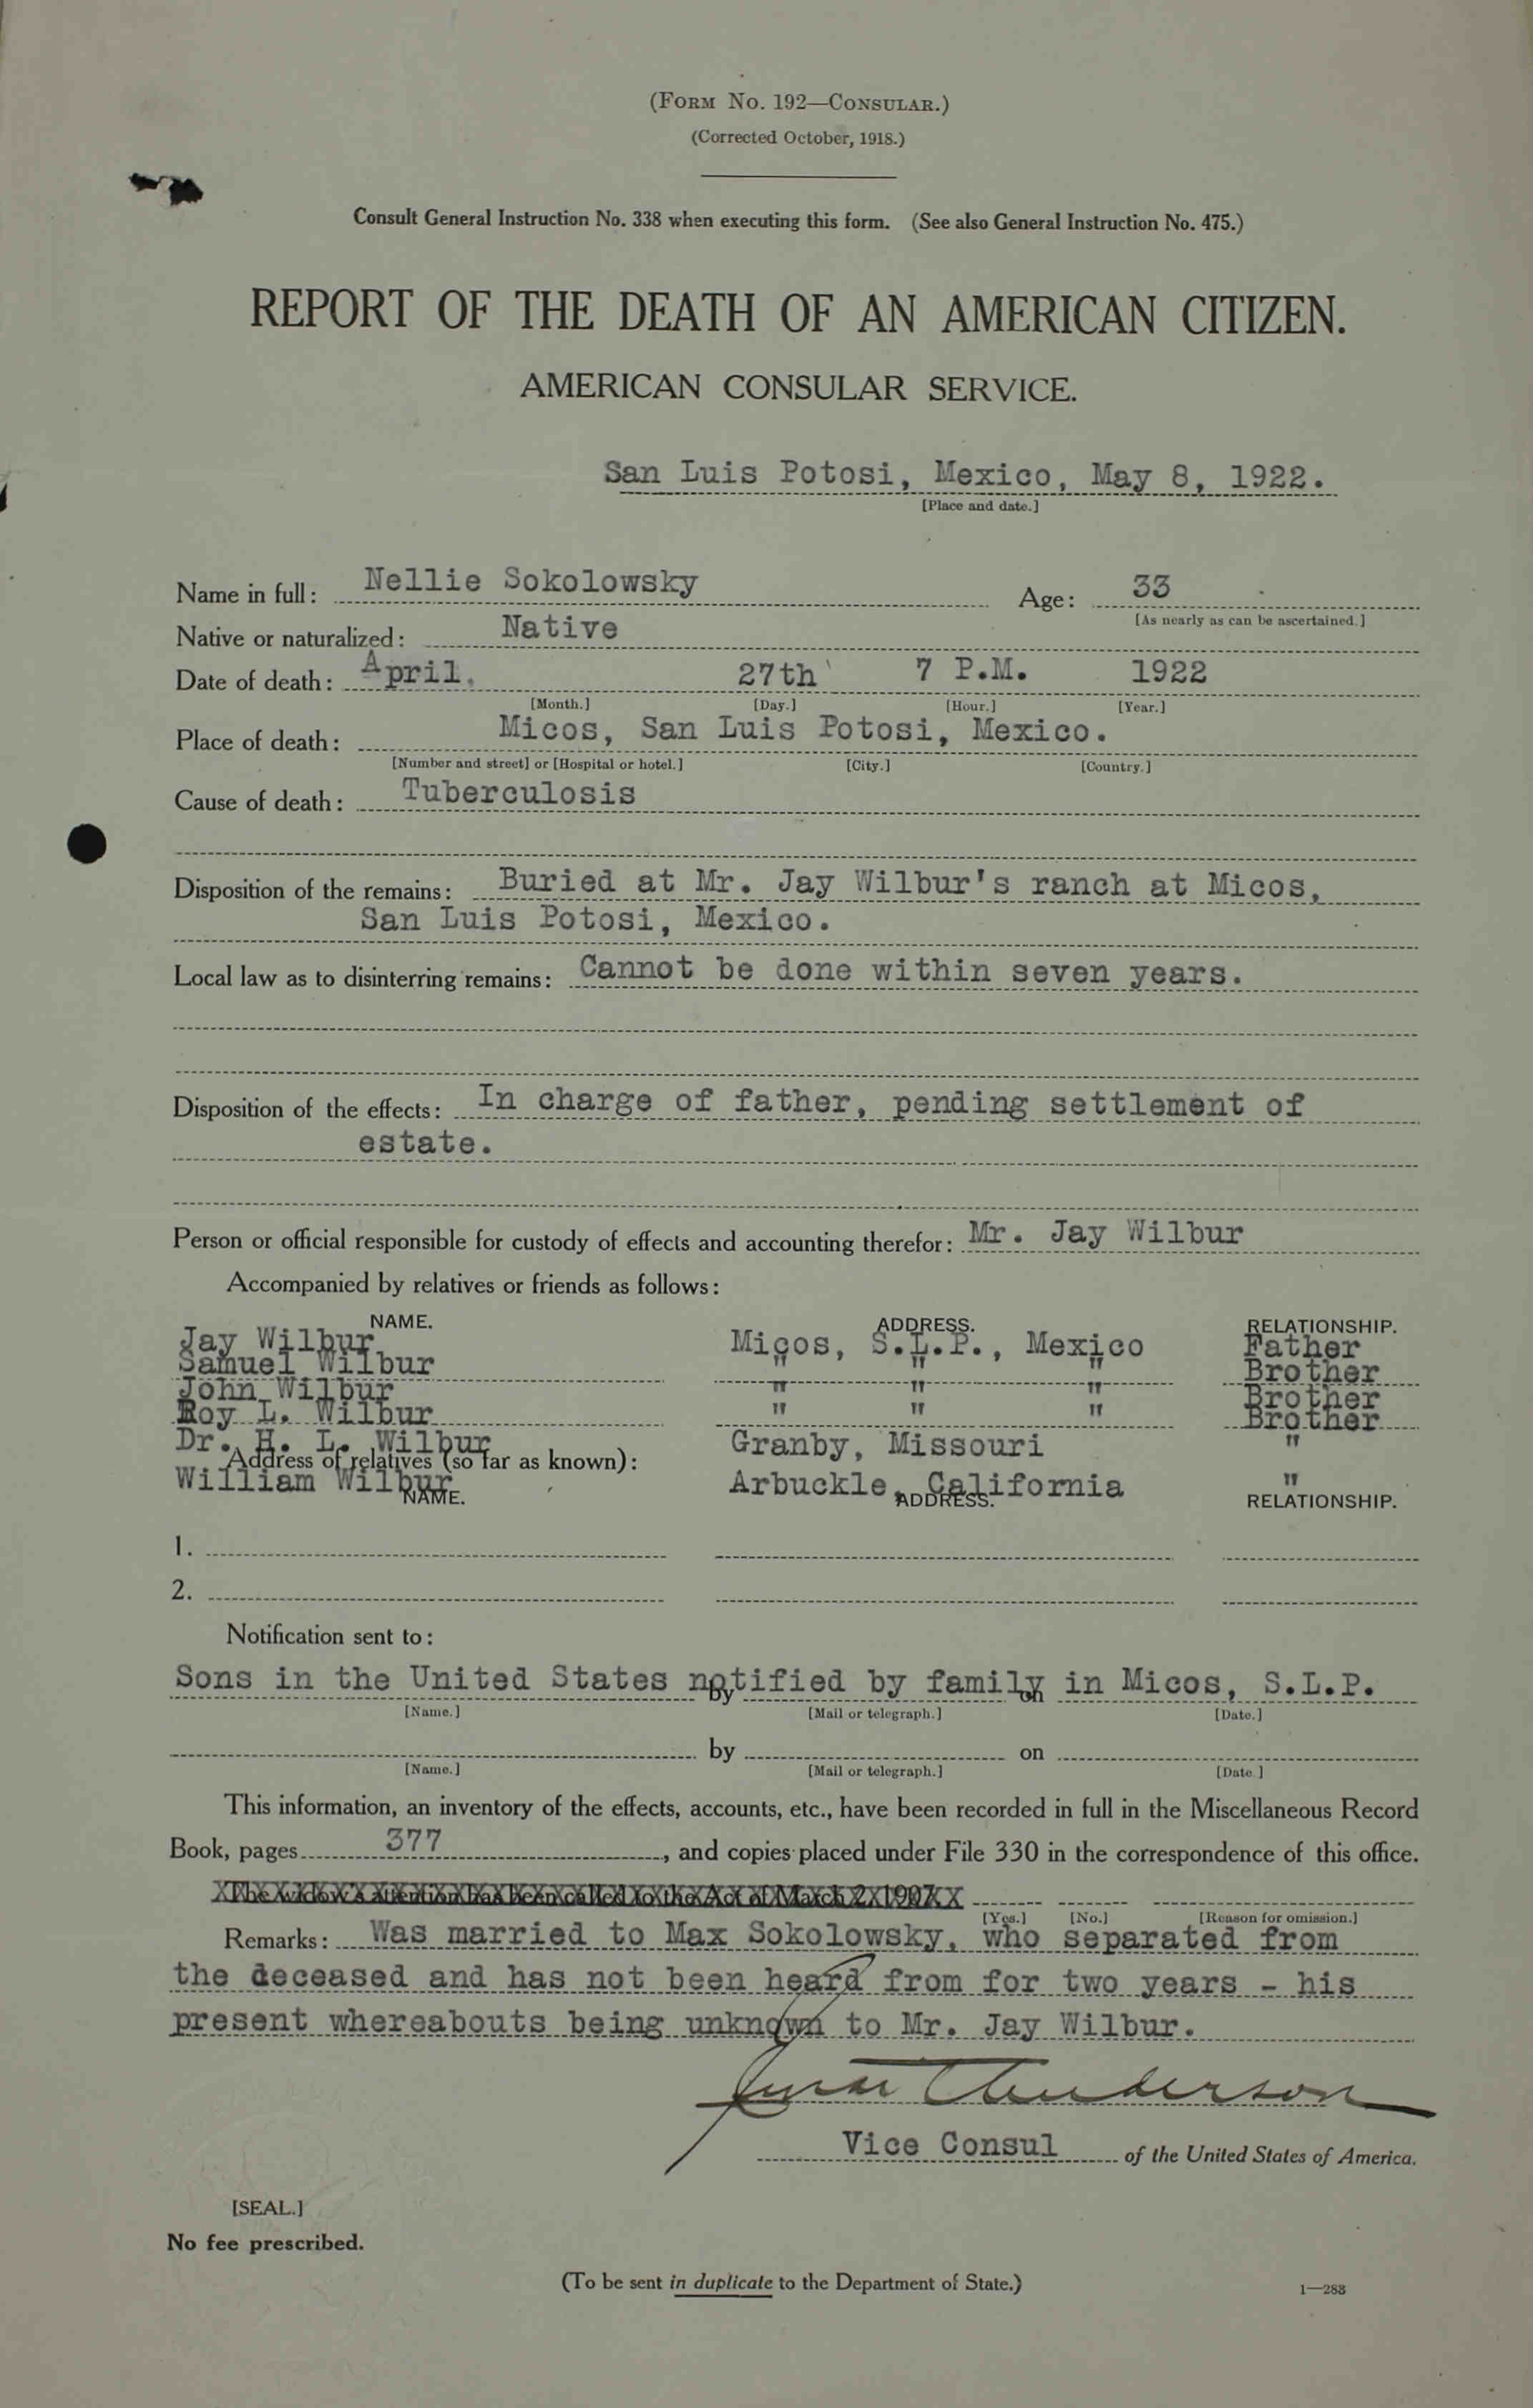 (FORM No. 192—CONSULAR.)
(Corrected October, 1918.)
Consult General Instruction No. 338 when executing this form. (See also General Instruction No. 475.)
REPORT OF THE DEATH OF AN AMERICAN CITIZEN.
AMERICAN CONSULAR SERVICE.
San Luis Potosi, Mexico, May 8, 1922.
[Place and date.]
Name in full: Nellie Sokolowsky Age: 33
[As nearly as can be ascertained.]
Native or naturalized: Native
Date of death: April. 27th 7 P.M. 1922
[Month.] [Day.] [Hour.] [Year.]
Place of death: Micos, San Luis Potosi, Mexico.
[Number and street] or [Hospital or hotel.] [City.] [Country.]
Cause of death: Tuberculosis
Disposition of the remains: Buried at Mr. Jay Wilbur's ranch at Micos,
San Luis Potosi, Mexico.
Local law as to disinterring remains: Cannot be done within seven years.
Disposition of the effects: In charge of father, pending settlement of
estate.
Person or official responsible for custody of effects and accounting therefor: Mr. Jay Wilbur
Accompanied by relatives or friends as follows:
NAME. ADDRESS. RELATIONSHIP.
Jay Wilbur Micos, S.L.P., Mexico Father
Samuel Wilbur " " " Brother
John Wilbur " " " Brother
Roy L. Wilbur " " " Brother
Dr. H. L. Wilbur Granby, Missouri "
Address of relatives (so far as known):
William Wilbur Arbuckle, California "
NAME. ADDRESS. RELATIONSHIP.
1.
2.
Notification sent to:
Sons in the United States notified by family in Micos, S.L.P.
by on
[Name.] [Mail or telegraph.] [Date.]
by on
[Name.] [Mail or telegraph.] [Date.]
This information, an inventory of the effects, accounts, etc., have been recorded in full in the Miscellaneous Record
Book, pages 377, and copies placed under File 330 in the correspondence of this office.
The widow's attention has been called to the Act of March 2, 1907
[Yes.] [No.] [Reason for omission.]
Remarks: Was married to Max Sokolowsky, who separated from
the deceased and has not been heard from for two years - his
present whereabouts being unknown to Mr. Jay Wilbur.
Anderson
Vice Consul of the United States of America.
[SEAL.]
No fee prescribed.
(To be sent in duplicate to the Department of State.)
1—288